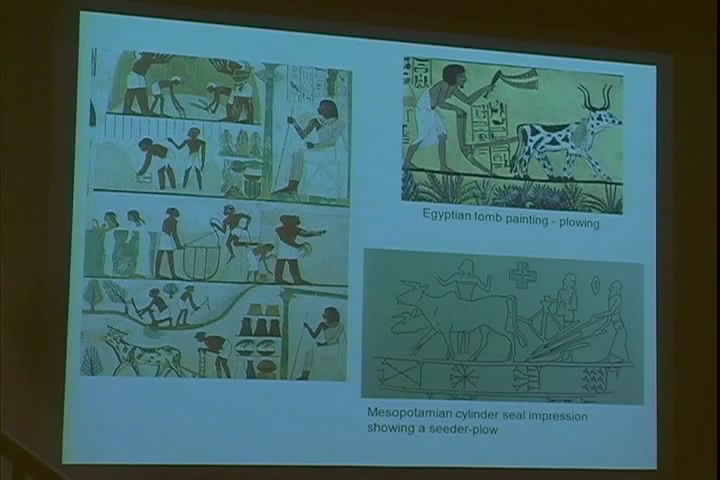 Egyptian tomb painting - plowing
Mesopotamian cylinder seal impression
showing a seeder-plow